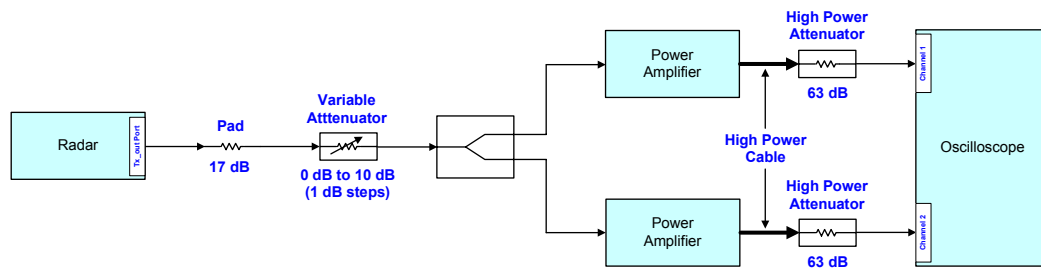 Radar
Tx_out Port
Pad
17 dB
Variable
Atttenuator
0 dB to 10 dB
(1 dB steps)
Power
Amplifier
High Power
Attenuator
63 dB
Channel 1
High Power
Cable
Oscilloscope
Power
Amplifier
High Power
Attenuator
63 dB
Channel 2